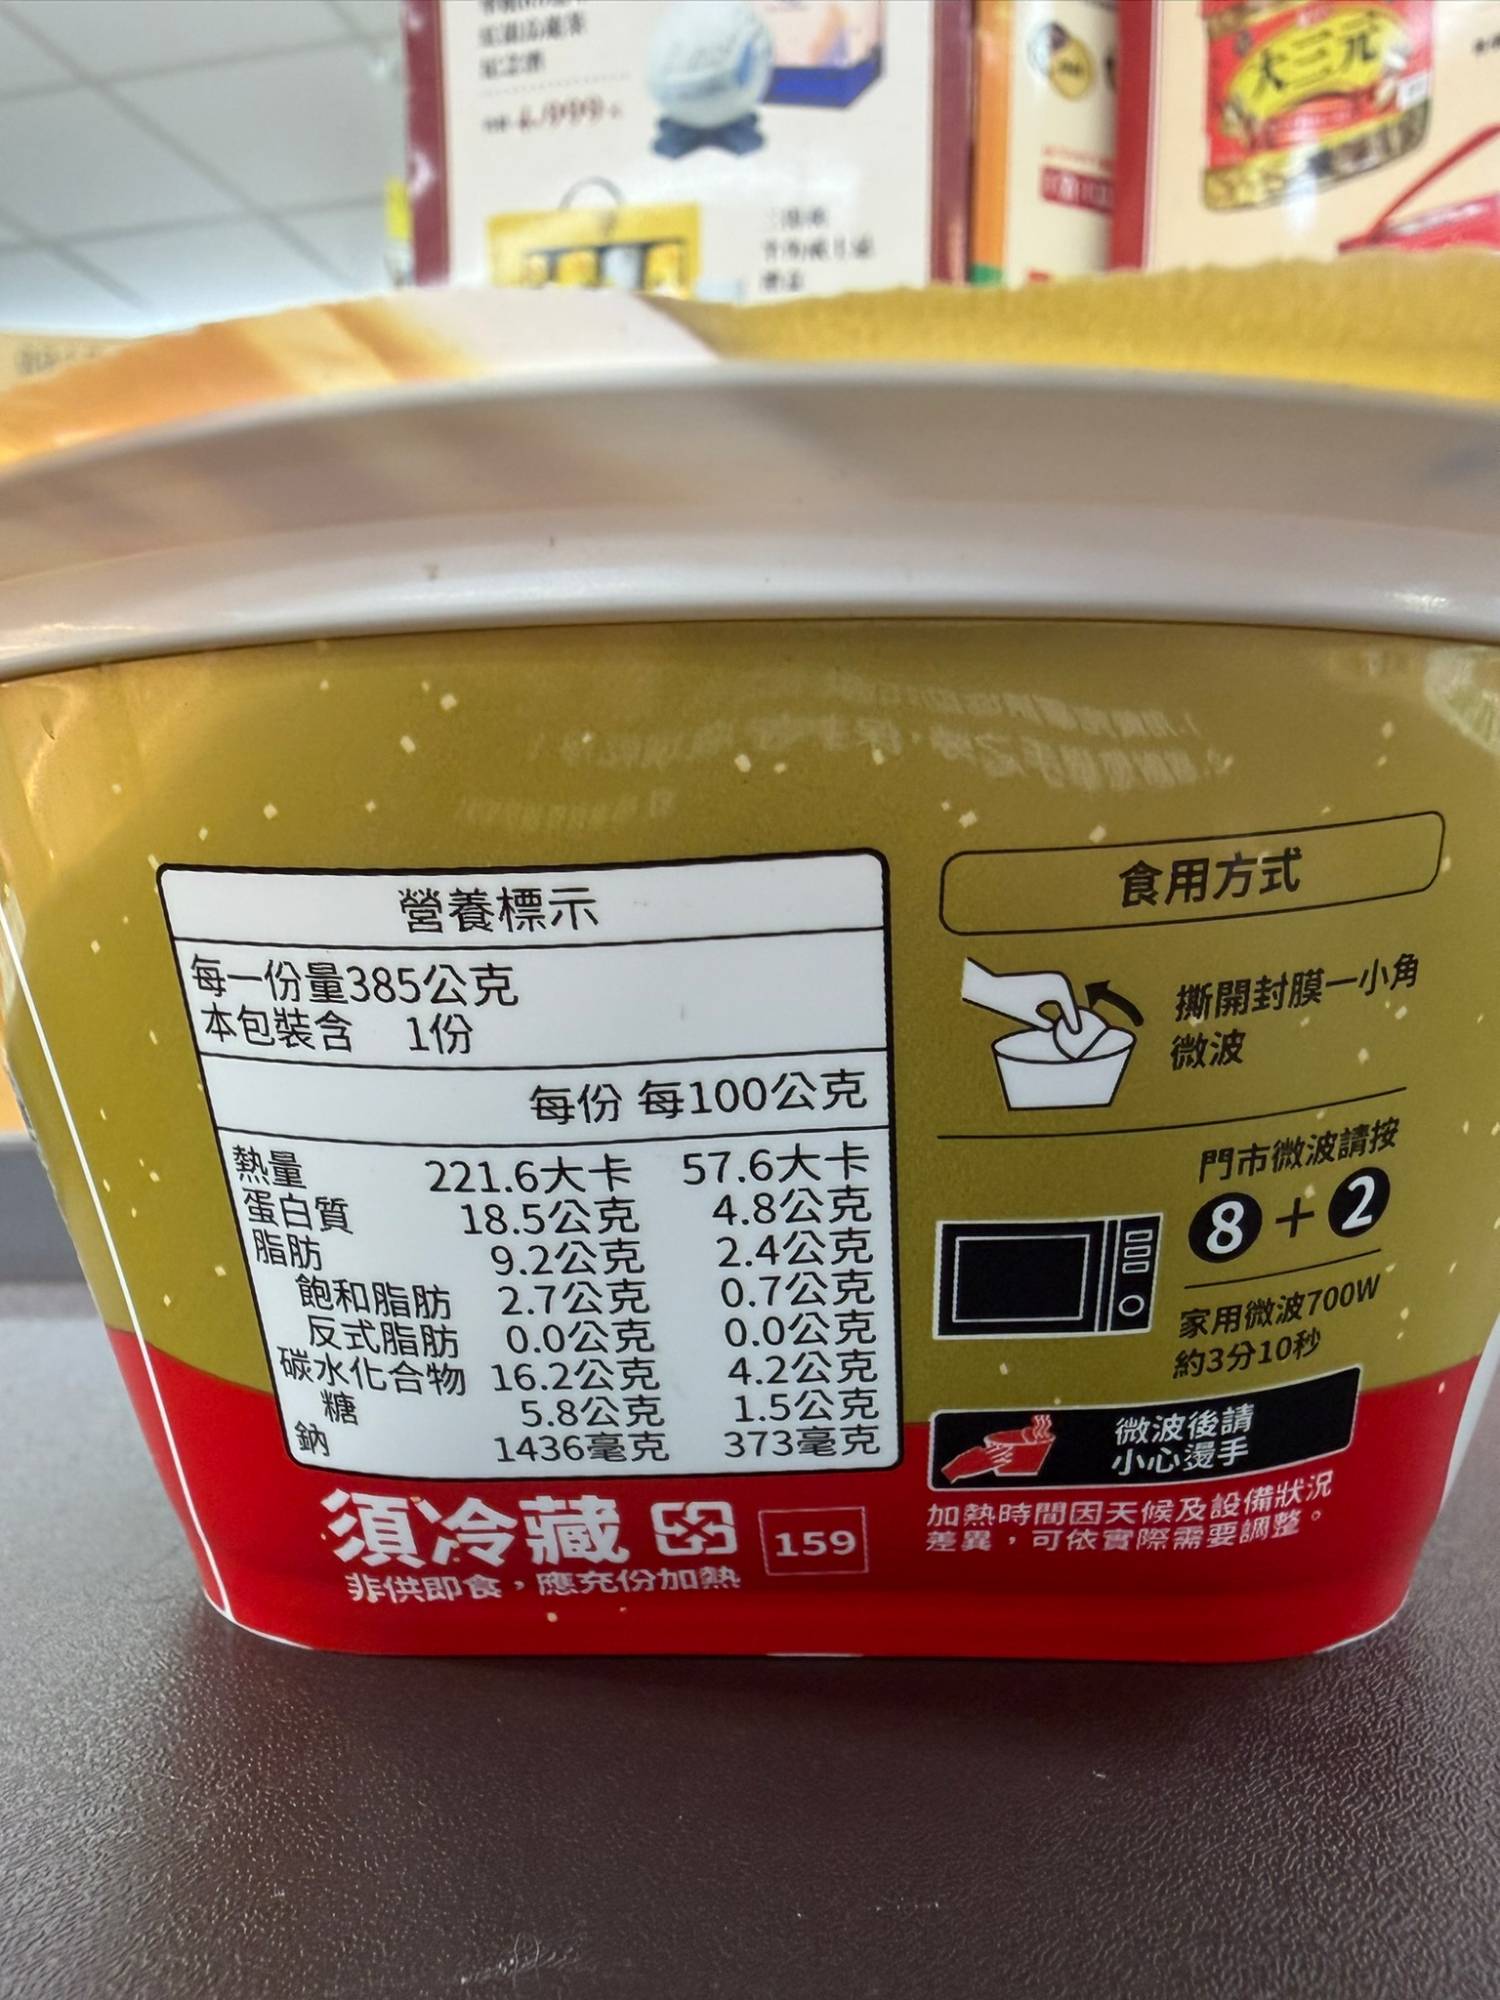 大三元
營養標示
每一份量385公克
本包裝含 1份
每份 每100公克
熱量 221.6大卡 57.6大卡
蛋白質 18.5公克 4.8公克
脂肪 9.2公克 2.4公克
飽和脂肪 2.7公克 0.7公克
反式脂肪 0.0公克 0.0公克
碳水化合物 16.2公克 4.2公克
糖 5.8公克 1.5公克
鈉 1436毫克 373毫克
須冷藏
159
非供即食，應充份加熱
食用方式
撕開封膜一小角
微波
門市微波請按
8+2
家用微波700W
約3分10秒
微波後請
小心燙手
加熱時間因天候及設備狀況
差異，可依實際需要調整。